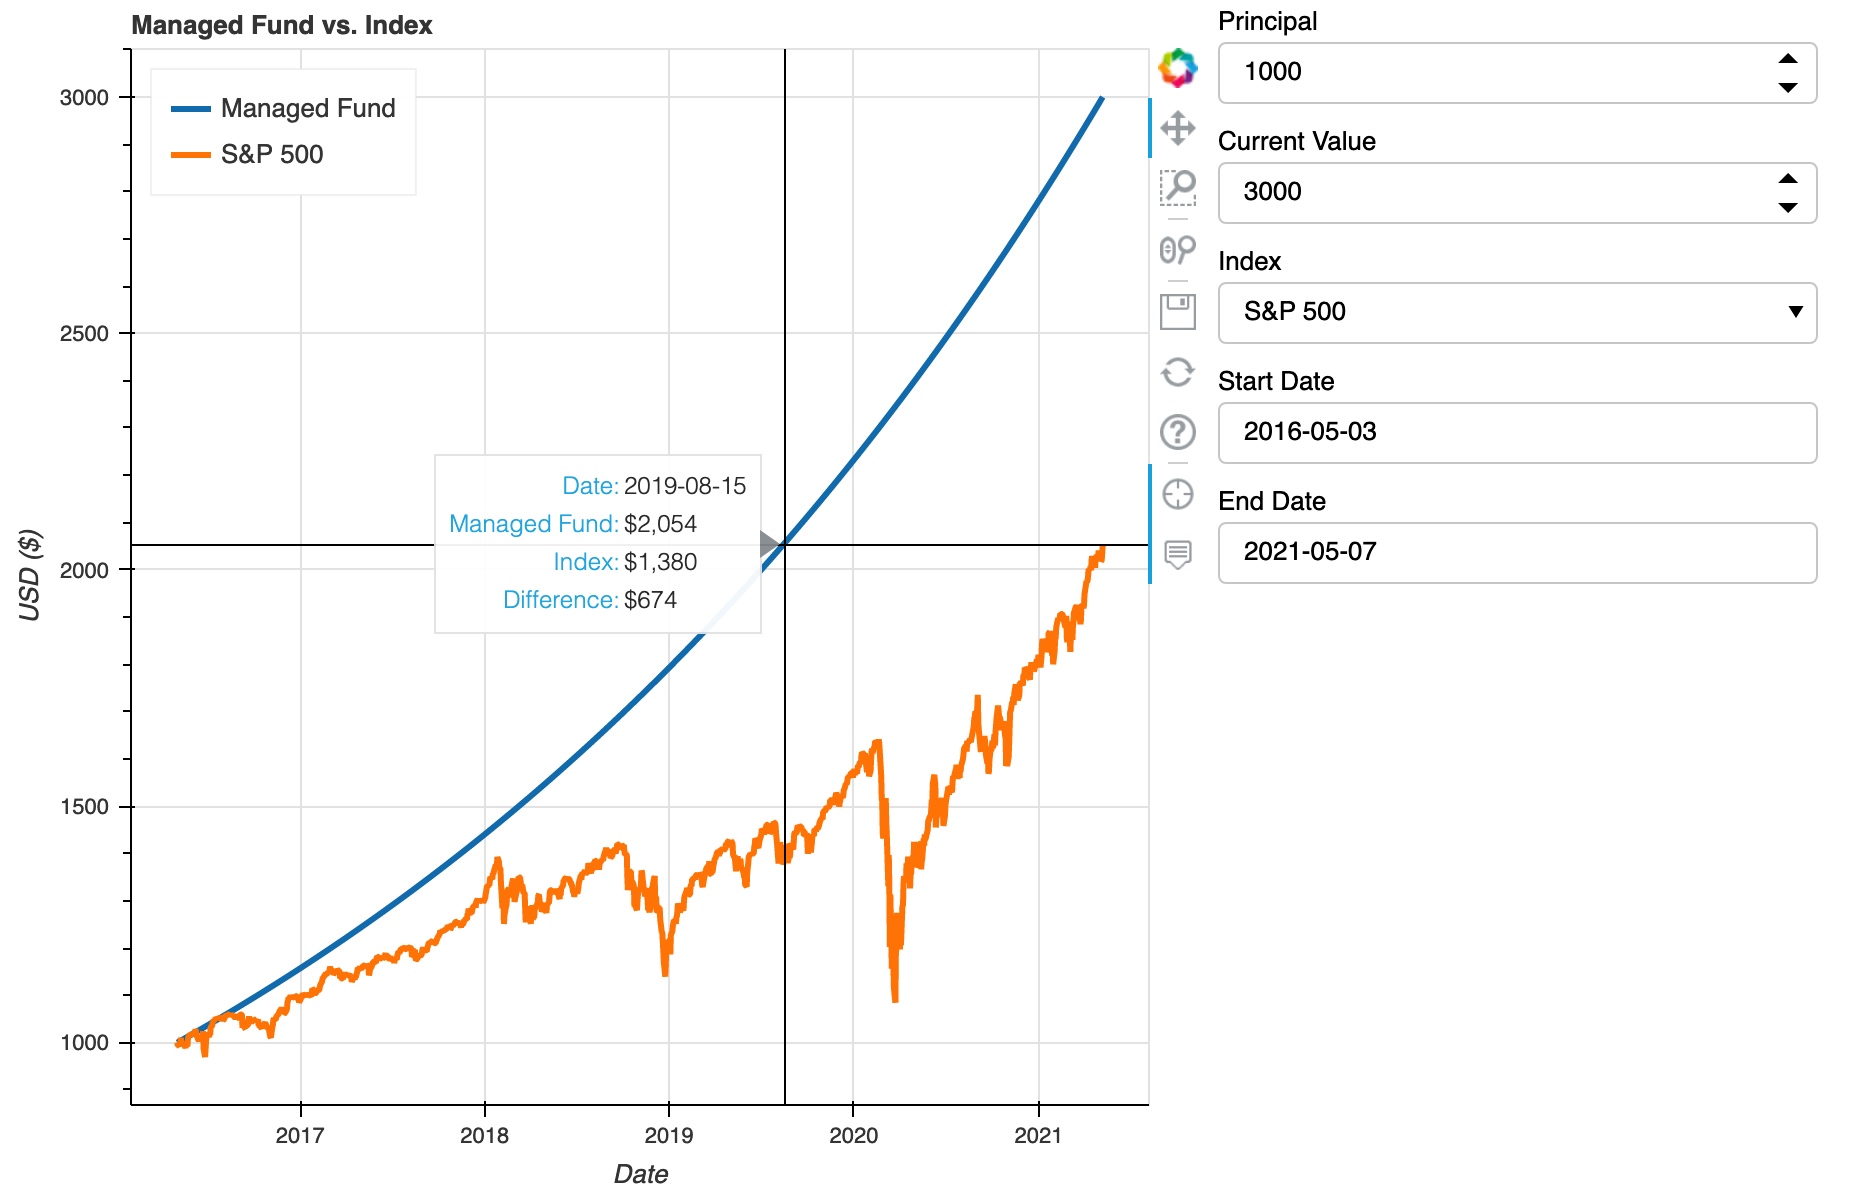 Managed Fund vs. Index
Managed Fund
S&P 500
3000
2500
2000
1500
1000
USD ($)
Date: 2019-08-15
Managed Fund: $2,054
Index: $1,380
Difference: $674
2017
2018
2019
2020
2021
Date
Principal
1000
Current Value
3000
Index
S&P 500
Start Date
2016-05-03
End Date
2021-05-07